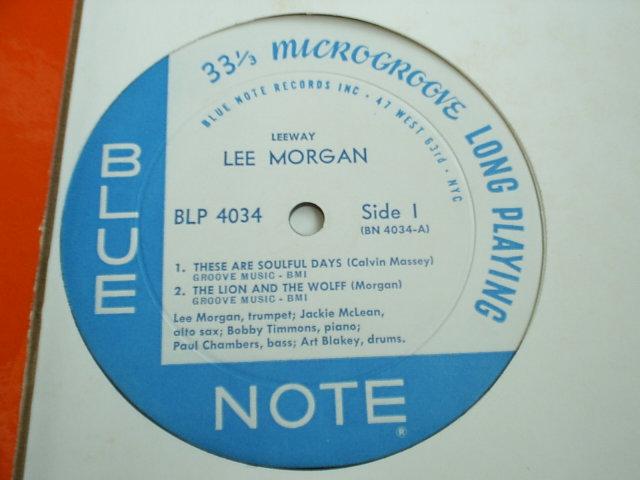 33⅓ MICROGROOVE LONG PLAYING
BLUE NOTE RECORDS INC • 47 WEST 63rd • NYC
LEEWAY
LEE MORGAN
BLP 4034
Side 1
(BN 4034-A)
1. THESE ARE SOULFUL DAYS (Calvin Massey)
GROOVE MUSIC - BMI
2. THE LION AND THE WOLFF (Morgan)
GROOVE MUSIC - BMI
Lee Morgan, trumpet; Jackie McLean,
alto sax; Bobby Timmons, piano;
Paul Chambers, bass; Art Blakey, drums.
BLUE
NOTE®